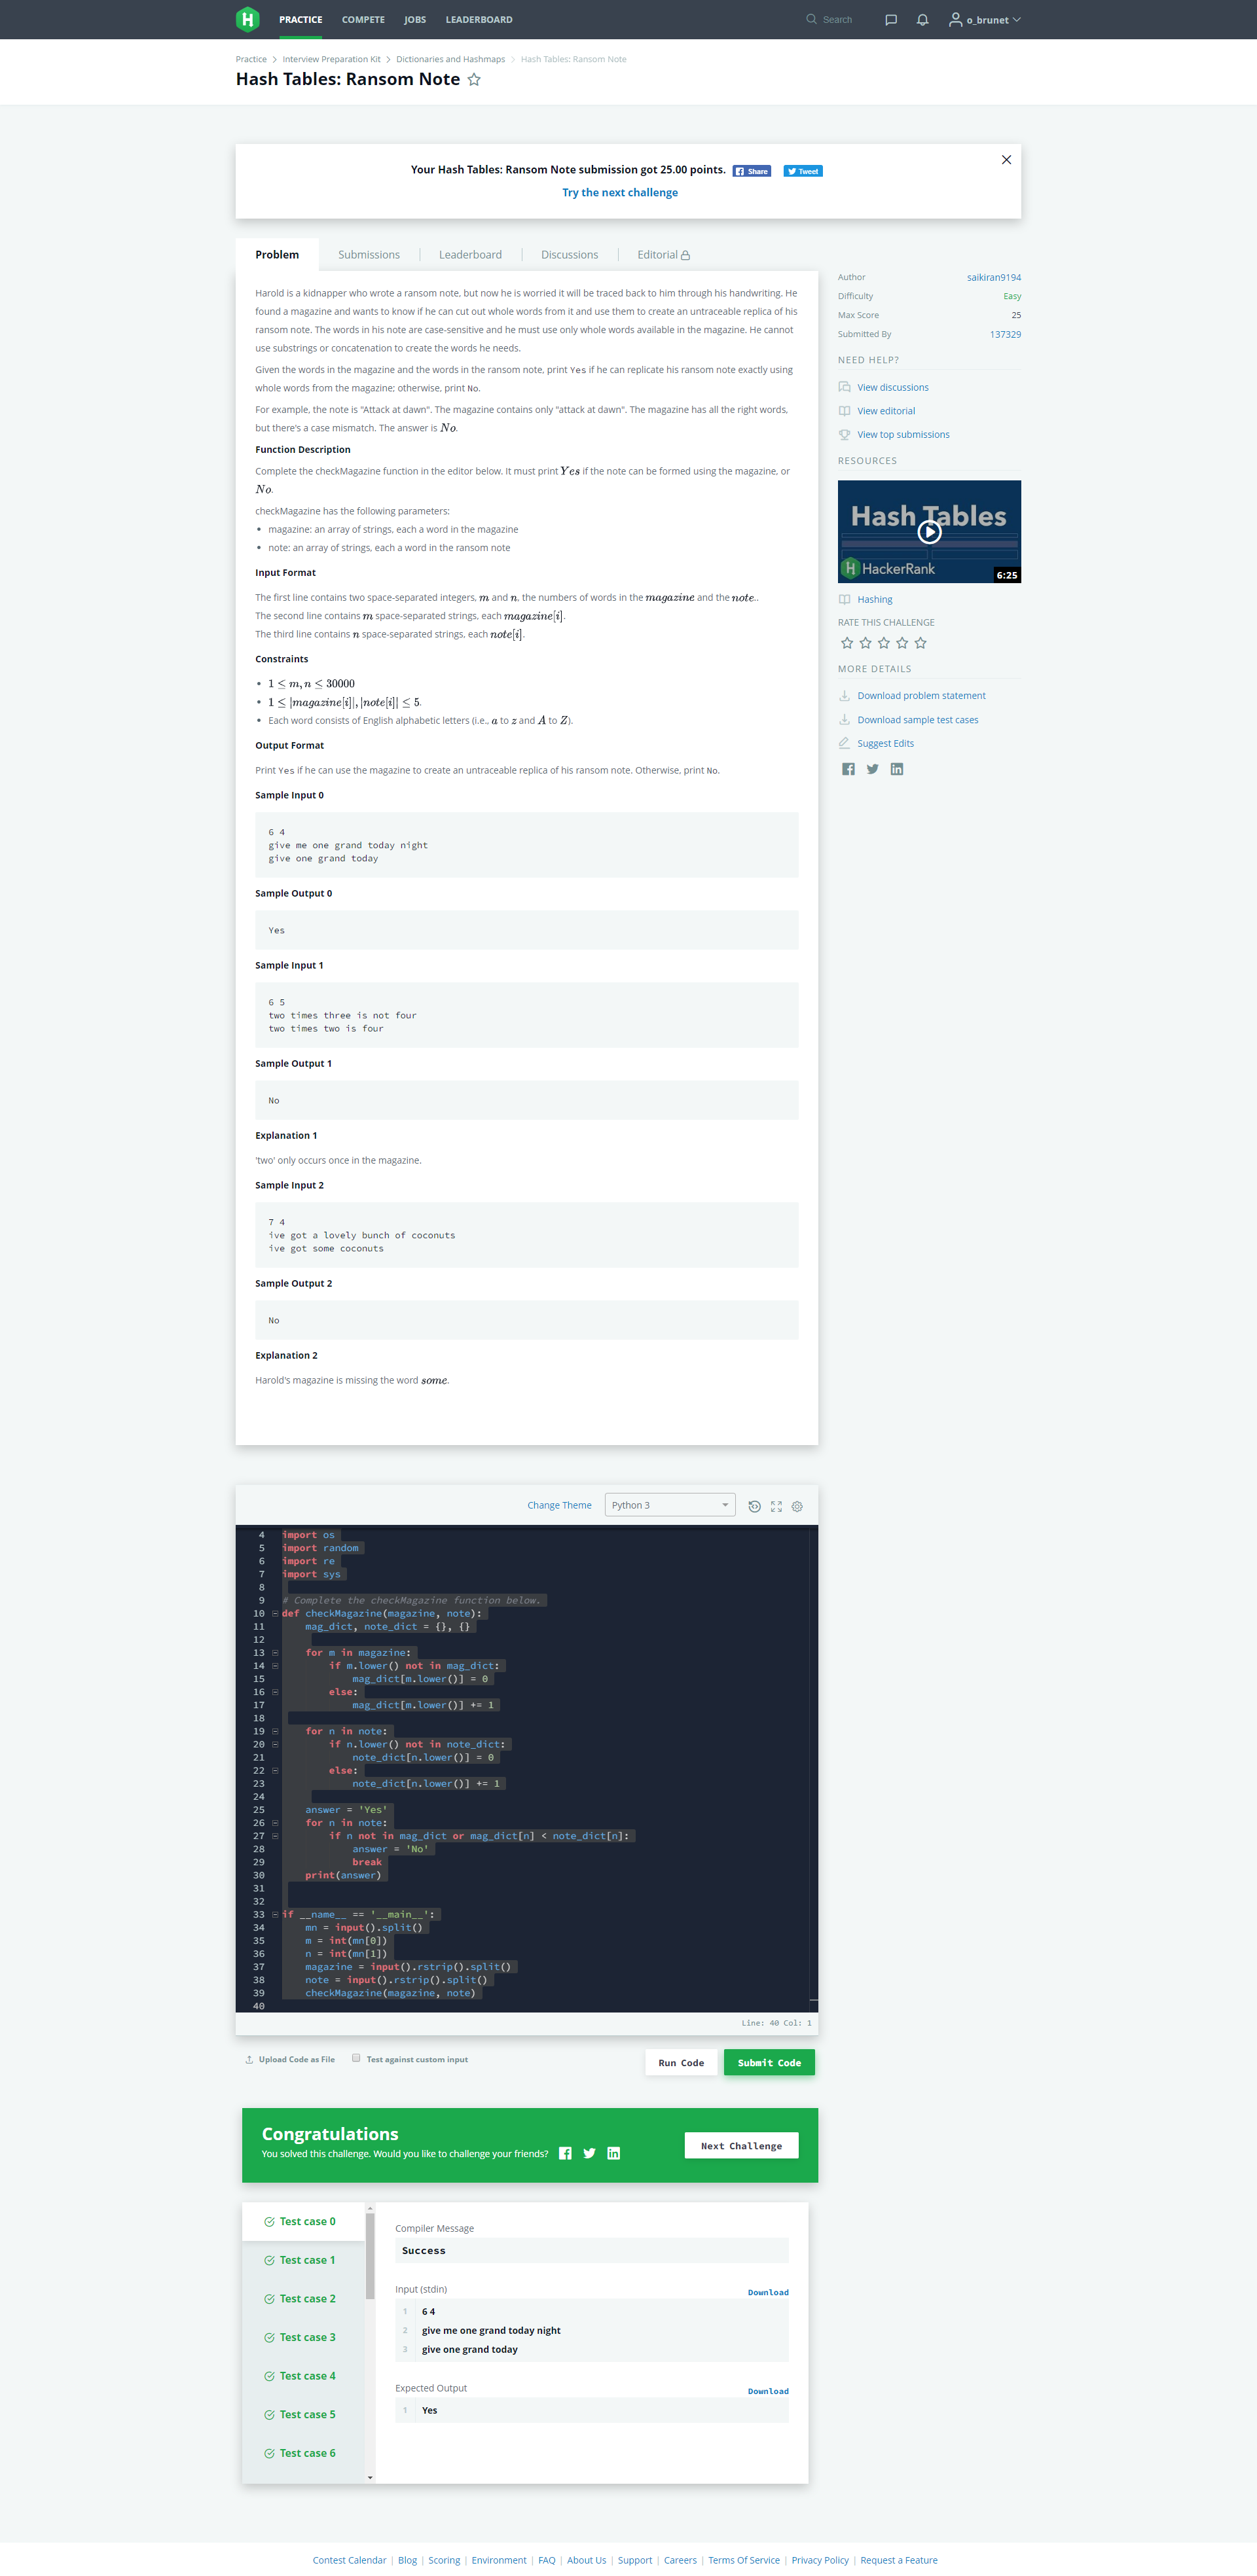 PRACTICE COMPETE JOBS LEADERBOARD Search o_brunet
Practice > Interview Preparation Kit > Dictionaries and Hashmaps > Hash Tables: Ransom Note
Hash Tables: Ransom Note
Your Hash Tables: Ransom Note submission got 25.00 points. Share Tweet
Try the next challenge
Problem Submissions Leaderboard Discussions Editorial
Harold is a kidnapper who wrote a ransom note, but now he is worried it will be traced back to him through his handwriting. He
found a magazine and wants to know if he can cut out whole words from it and use them to create an untraceable replica of his
ransom note. The words in his note are case-sensitive and he must use only whole words available in the magazine. He cannot
use substrings or concatenation to create the words he needs.
Given the words in the magazine and the words in the ransom note, print Yes if he can replicate his ransom note exactly using
whole words from the magazine; otherwise, print No.
For example, the note is "Attack at dawn". The magazine contains only "attack at dawn". The magazine has all the right words,
but there's a case mismatch. The answer is No.
Function Description
Complete the checkMagazine function in the editor below. It must print Yes if the note can be formed using the magazine, or
No.
checkMagazine has the following parameters:
• magazine: an array of strings, each a word in the magazine
• note: an array of strings, each a word in the ransom note
Input Format
The first line contains two space-separated integers, m and n, the numbers of words in the magazine and the note..
The second line contains m space-separated strings, each magazine[i].
The third line contains n space-separated strings, each note[i].
Constraints
• 1 ≤ m, n ≤ 30000
• 1 ≤ |magazine[i]|, |note[i]| ≤ 5.
• Each word consists of English alphabetic letters (i.e., a to z and A to Z).
Output Format
Print Yes if he can use the magazine to create an untraceable replica of his ransom note. Otherwise, print No.
Sample Input 0
6 4
give me one grand today night
give one grand today
Sample Output 0
Yes
Sample Input 1
6 5
two times three is not four
two times two is four
Sample Output 1
No
Explanation 1
'two' only occurs once in the magazine.
Sample Input 2
7 4
ive got a lovely bunch of coconuts
ive got some coconuts
Sample Output 2
No
Explanation 2
Harold's magazine is missing the word some.
Author saikiran9194
Difficulty Easy
Max Score 25
Submitted By 137329
NEED HELP?
View discussions
View editorial
View top submissions
RESOURCES
Hash Tables
HackerRank
6:25
Hashing
RATE THIS CHALLENGE
MORE DETAILS
Download problem statement
Download sample test cases
Suggest Edits
Change Theme Python 3
4 import os
5 import random
6 import re
7 import sys
8
9 # Complete the checkMagazine function below.
10 def checkMagazine(magazine, note):
11     mag_dict, note_dict = {}, {}
12
13     for m in magazine:
14         if m.lower() not in mag_dict:
15             mag_dict[m.lower()] = 0
16         else:
17             mag_dict[m.lower()] += 1
18
19     for n in note:
20         if n.lower() not in note_dict:
21             note_dict[n.lower()] = 0
22         else:
23             note_dict[n.lower()] += 1
24
25     answer = 'Yes'
26     for n in note:
27         if n not in mag_dict or mag_dict[n] < note_dict[n]:
28             answer = 'No'
29             break
30     print(answer)
31
32
33 if __name__ == '__main__':
34     mn = input().split()
35     m = int(mn[0])
36     n = int(mn[1])
37     magazine = input().rstrip().split()
38     note = input().rstrip().split()
39     checkMagazine(magazine, note)
40
Line: 40 Col: 1
Upload Code as File Test against custom input Run Code Submit Code
Congratulations
You solved this challenge. Would you like to challenge your friends?
Next Challenge
Test case 0
Test case 1
Test case 2
Test case 3
Test case 4
Test case 5
Test case 6
Compiler Message
Success
Input (stdin) Download
1 6 4
2 give me one grand today night
3 give one grand today
Expected Output Download
1 Yes
Contest Calendar | Blog | Scoring | Environment | FAQ | About Us | Support | Careers | Terms Of Service | Privacy Policy | Request a Feature